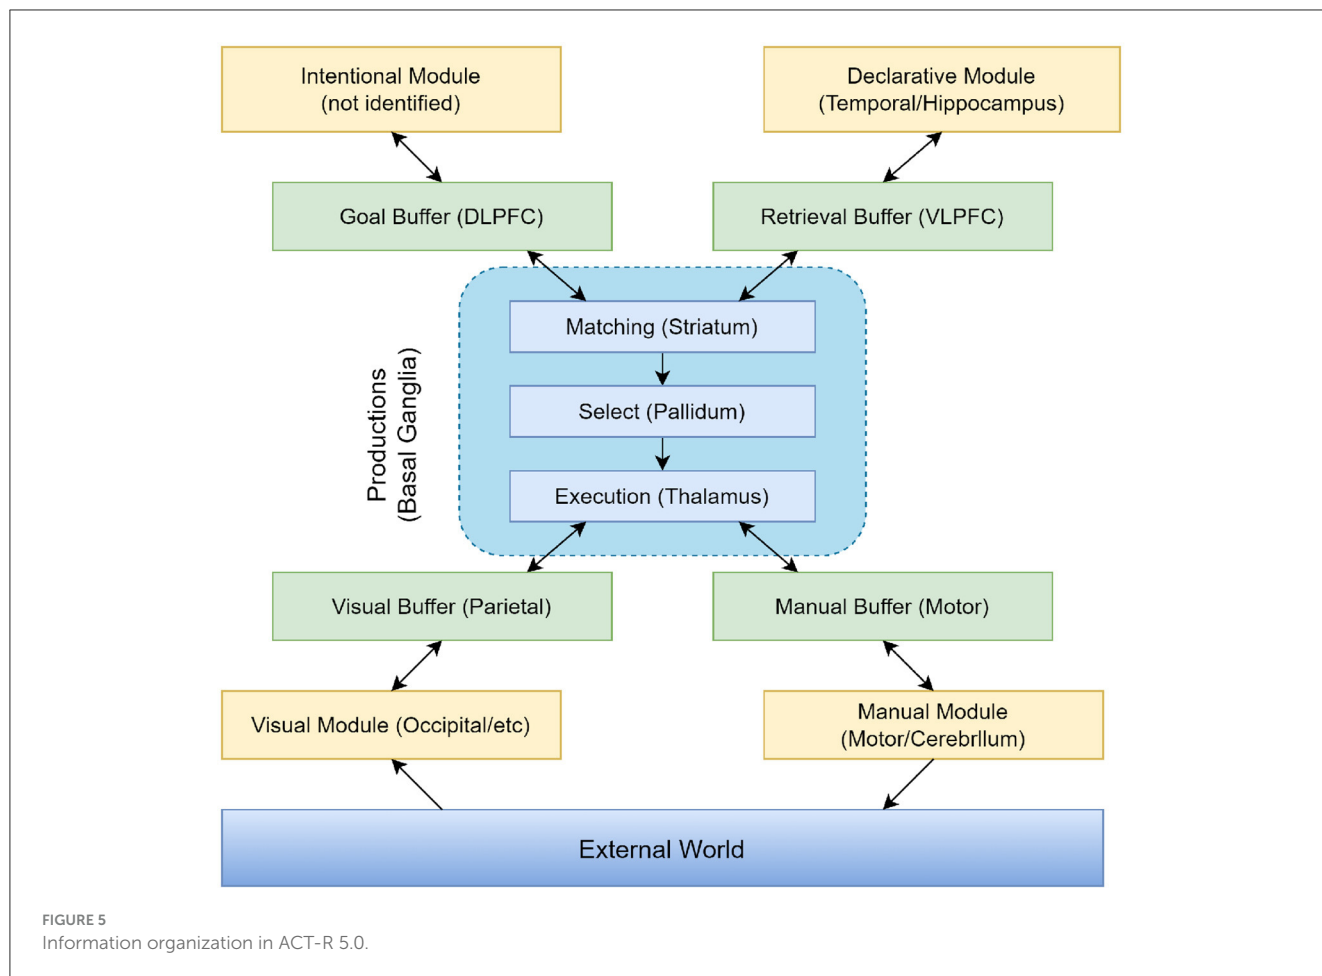 Intentional Module
(not identified)
Declarative Module
(Temporal/Hippocampus)
Goal Buffer (DLPFC)
Retrieval Buffer (VLPFC)
Productions
(Basal Ganglia)
Matching (Striatum)
Select (Pallidum)
Execution (Thalamus)
Visual Buffer (Parietal)
Manual Buffer (Motor)
Visual Module (Occipital/etc)
Manual Module
(Motor/Cerebrllum)
External World
FIGURE 5
Information organization in ACT-R 5.0.